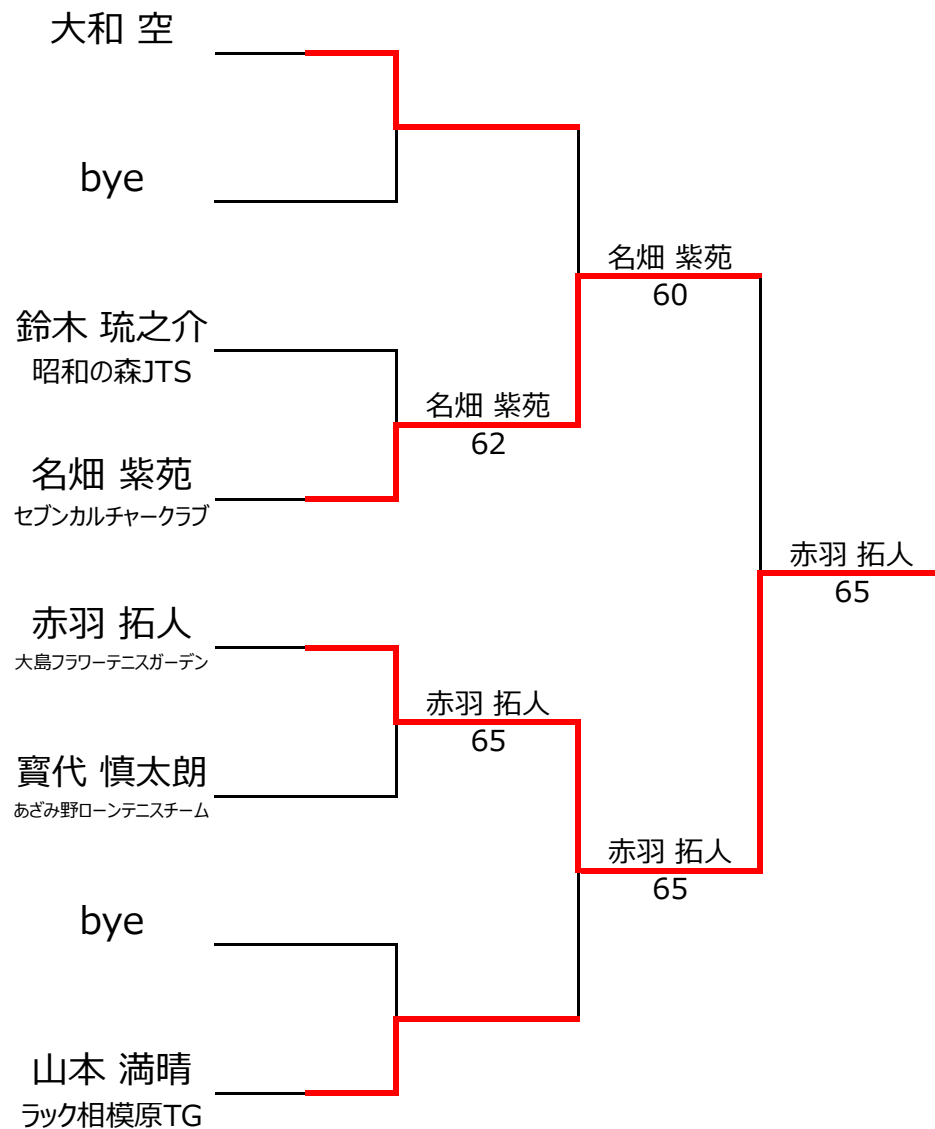 大和 空
bye
鈴木 琉之介
昭和の森JTS
名畑 紫苑
セブンカルチャークラブ
赤羽 拓人
大島フラワーテニスガーデン
寳代 慎太朗
あざみ野ローンテニスチーム
bye
山本 満晴
ラック相模原TG
名畑 紫苑
62
赤羽 拓人
65
名畑 紫苑
60
赤羽 拓人
65
赤羽 拓人
65